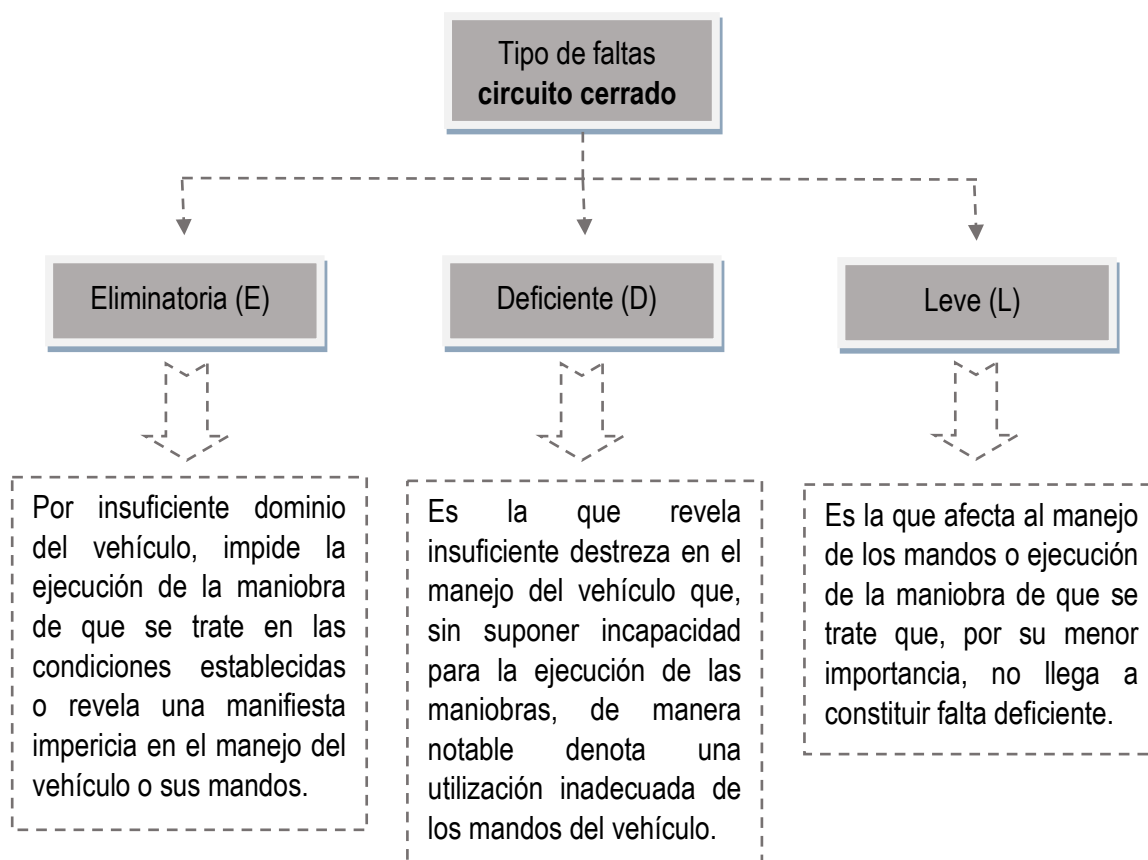 Tipo de faltas
circuito cerrado
Eliminatoria (E)
Deficiente (D)
Leve (L)
Por insuficiente dominio
del vehículo, impide la
ejecución de la maniobra
de que se trate en las
condiciones establecidas
o revela una manifiesta
impericia en el manejo del
vehículo o sus mandos.
Es la que revela
insuficiente destreza en el
manejo del vehículo que,
sin suponer incapacidad
para la ejecución de las
maniobras, de manera
notable denota una
utilización inadecuada de
los mandos del vehículo.
Es la que afecta al manejo
de los mandos o ejecución
de la maniobra de que se
trate que, por su menor
importancia, no llega a
constituir falta deficiente.